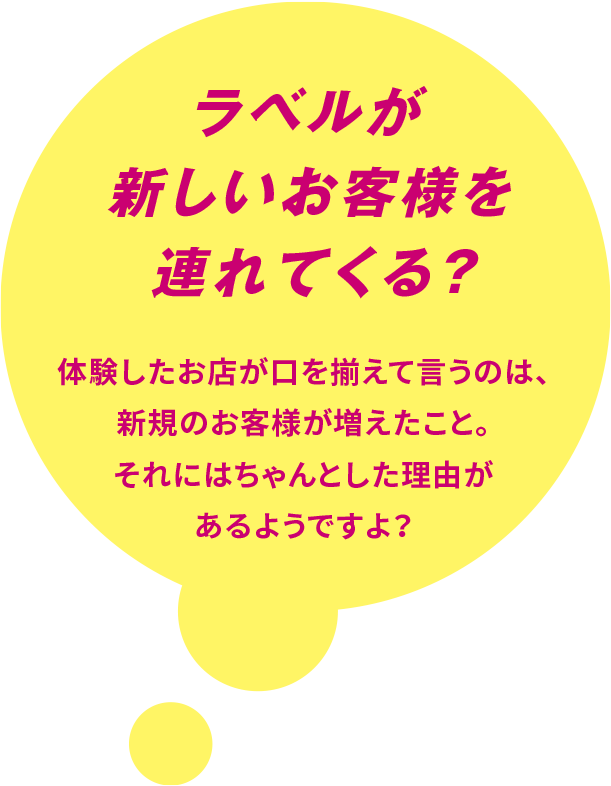 ラベルが
新しいお客様を
連れてくる？
体験したお店が口を揃えて言うのは、
新規のお客様が増えたこと。
それにはちゃんとした理由が
あるようですよ？